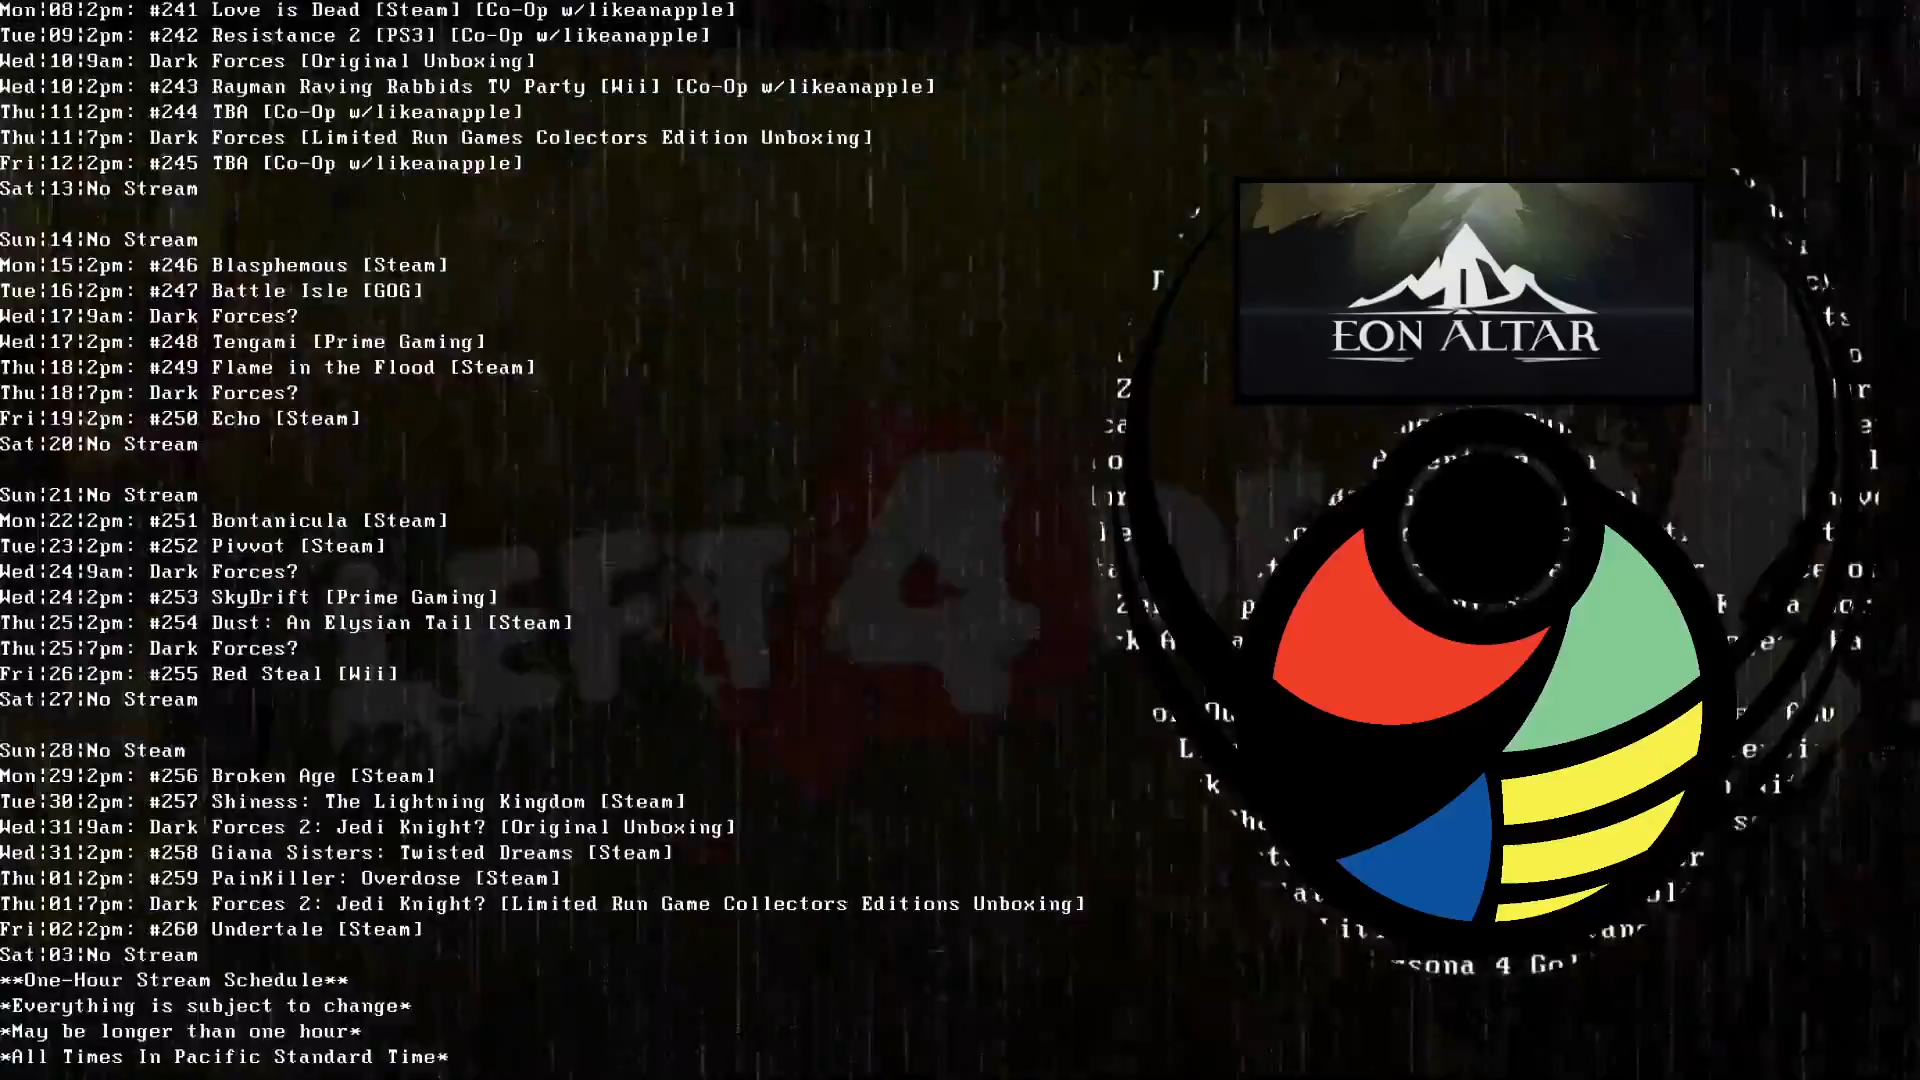 Mon¦08¦2pm: #241 Love is Dead [Steam] [Co-Op w/likeanapple]
Tue¦09¦2pm: #242 Resistance 2 [PS3] [Co-Op w/likeanapple]
Wed¦10¦9am: Dark Forces [Original Unboxing]
Wed¦10¦2pm: #243 Rayman Raving Rabbids TV Party [Wii] [Co-Op w/likeanapple]
Thu¦11¦2pm: #244 TBA [Co-Op w/likeanapple]
Thu¦11¦7pm: Dark Forces [Limited Run Games Colectors Edition Unboxing]
Fri¦12¦2pm: #245 TBA [Co-Op w/likeanapple]
Sat¦13¦No Stream
Sun¦14¦No Stream
Mon¦15¦2pm: #246 Blasphemous [Steam]
Tue¦16¦2pm: #247 Battle Isle [GOG]
Wed¦17¦9am: Dark Forces?
Wed¦17¦2pm: #248 Tengami [Prime Gaming]
Thu¦18¦2pm: #249 Flame in the Flood [Steam]
Thu¦18¦7pm: Dark Forces?
Fri¦19¦2pm: #250 Echo [Steam]
Sat¦20¦No Stream
Sun¦21¦No Stream
Mon¦22¦2pm: #251 Bontanicula [Steam]
Tue¦23¦2pm: #252 Pivvot [Steam]
Wed¦24¦9am: Dark Forces?
Wed¦24¦2pm: #253 SkyDrift [Prime Gaming]
Thu¦25¦2pm: #254 Dust: An Elysian Tail [Steam]
Thu¦25¦7pm: Dark Forces?
Fri¦26¦2pm: #255 Red Steal [Wii]
Sat¦27¦No Stream
Sun¦28¦No Steam
Mon¦29¦2pm: #256 Broken Age [Steam]
Tue¦30¦2pm: #257 Shiness: The Lightning Kingdom [Steam]
Wed¦31¦9am: Dark Forces 2: Jedi Knight? [Original Unboxing]
Wed¦31¦2pm: #258 Giana Sisters: Twisted Dreams [Steam]
Thu¦01¦2pm: #259 PainKiller: Overdose [Steam]
Thu¦01¦7pm: Dark Forces 2: Jedi Knight? [Limited Run Game Collectors Editions Unboxing]
Fri¦02¦2pm: #260 Undertale [Steam]
Sat¦03¦No Stream
**One-Hour Stream Schedule**
*Everything is subject to change*
*May be longer than one hour*
*All Times In Pacific Standard Time*
LEFT 4
EON ALTAR